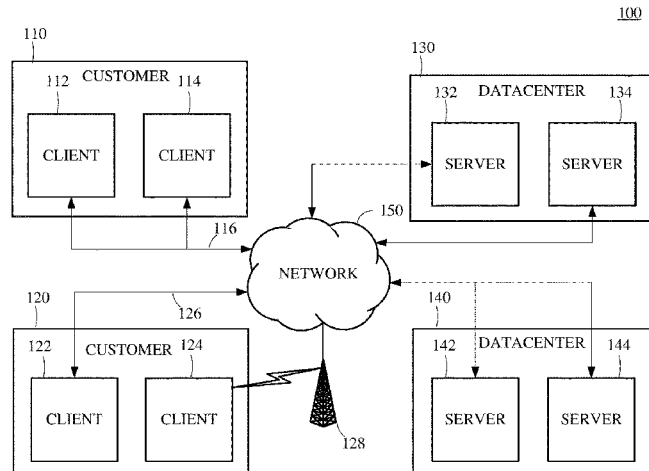 100
110
CUSTOMER
112
114
CLIENT
CLIENT
116
130
DATACENTER
132
134
SERVER
SERVER
150
NETWORK
120
126
CUSTOMER
122
124
CLIENT
CLIENT
128
140
DATACENTER
142
144
SERVER
SERVER